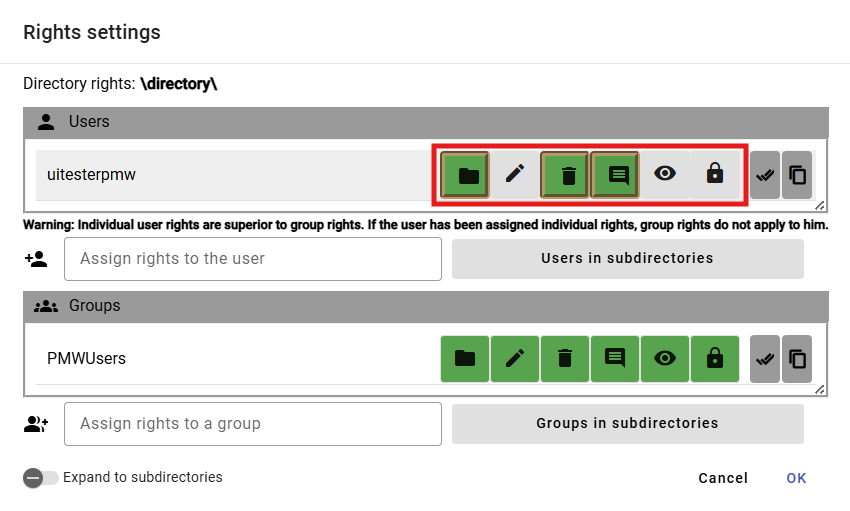 Rights settings
Directory rights: \directory\
Users
uitesterpmw
Warning: Individual user rights are superior to group rights. If the user has been assigned individual rights, group rights do not apply to him.
Assign rights to the user
Users in subdirectories
Groups
PMWUsers
Assign rights to a group
Groups in subdirectories
Expand to subdirectories
Cancel
OK